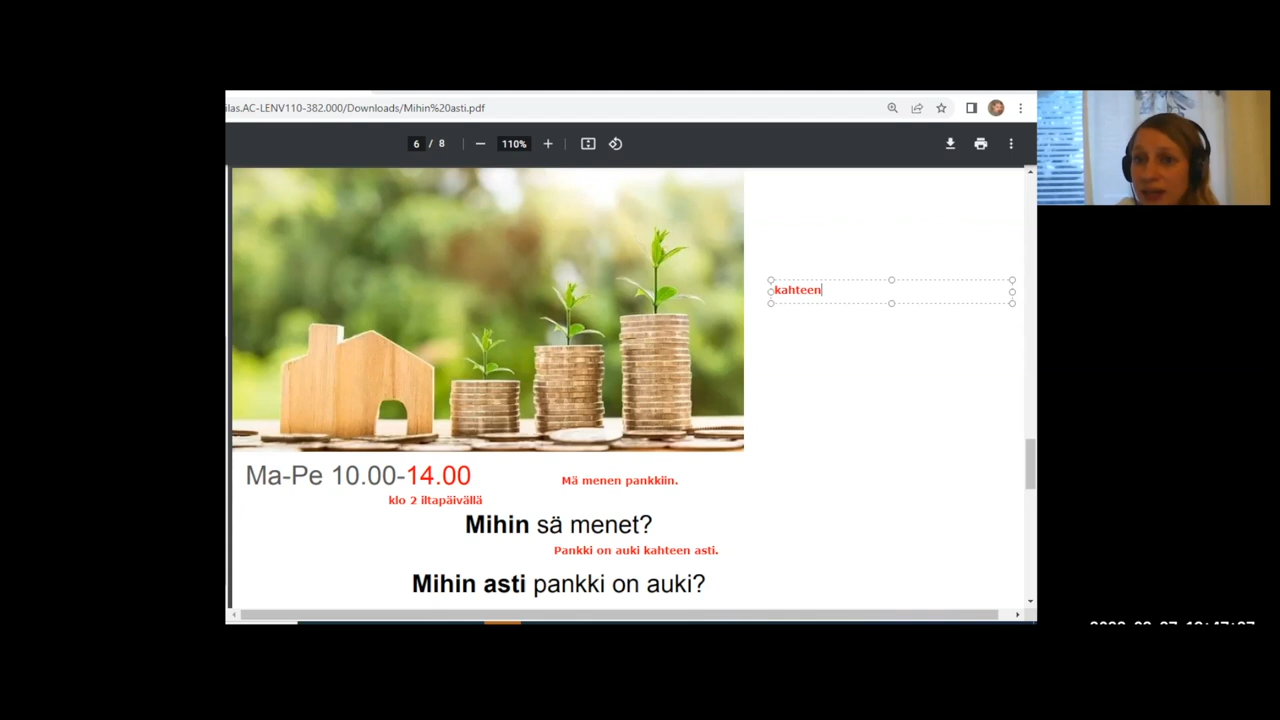 ilas.AC-LENV110-382.000/Downloads/Mihin%20asti.pdf
6 / 8
110%
kahteen
Ma-Pe 10.00-14.00
Mä menen pankkiin.
klo 2 iltapäivällä
Mihin sä menet?
Pankki on auki kahteen asti.
Mihin asti pankki on auki?